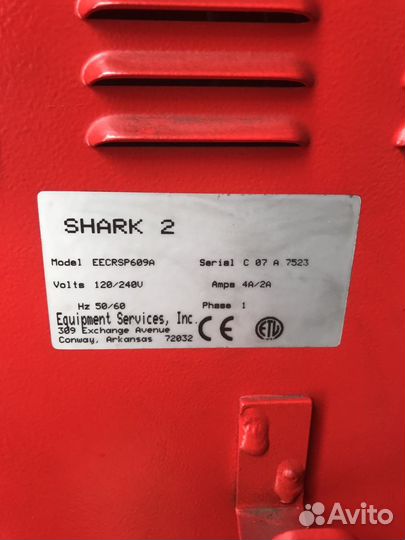 SHARK 2
Model EECRSP609A Serial C 07 A 7523
Volts 120/240V Amps 4A/2A
Hz 50/60 Phase 1
Equipment Services, Inc.
309 Exchange Avenue
Conway, Arkansas 72032
CE
ETL
Avito